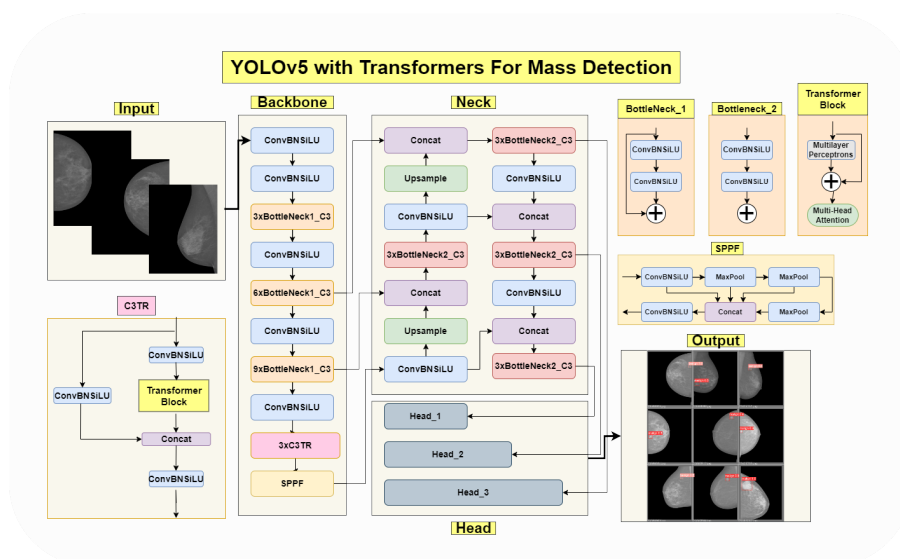 YOLOv5 with Transformers For Mass Detection
Input
Backbone
ConvBNSiLU
ConvBNSiLU
3xBottleNeck1_C3
ConvBNSiLU
6xBottleNeck1_C3
ConvBNSiLU
9xBottleNeck1_C3
ConvBNSiLU
3xC3TR
SPPF
Neck
Concat
Upsample
ConvBNSiLU
3xBottleNeck2_C3
Concat
Upsample
ConvBNSiLU
3xBottleNeck2_C3
ConvBNSiLU
Concat
3xBottleNeck2_C3
ConvBNSiLU
Concat
3xBottleNeck2_C3
Head_1
Head_2
Head_3
Head
C3TR
ConvBNSiLU
ConvBNSiLU
Transformer
Block
Concat
ConvBNSiLU
BottleNeck_1
ConvBNSiLU
ConvBNSiLU
Bottleneck_2
ConvBNSiLU
ConvBNSiLU
Transformer
Block
Multilayer
Perceptrons
Multi-Head
Attention
SPPF
ConvBNSiLU
MaxPool
MaxPool
ConvBNSiLU
Concat
MaxPool
Output